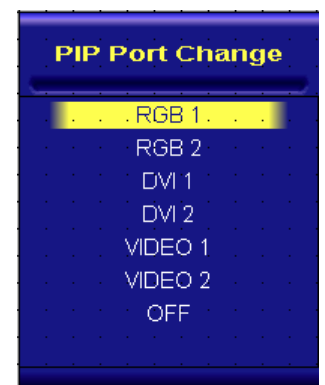 PIP Port Change
RGB 1
RGB 2
DVI 1
DVI 2
VIDEO 1
VIDEO 2
OFF